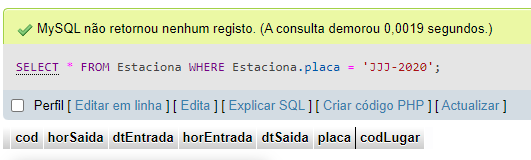 MySQL não retornou nenhum registo. (A consulta demorou 0,0019 segundos.)
SELECT * FROM Estaciona WHERE Estaciona.placa = 'JJJ-2020';
Perfil [ Editar em linha ] [ Edita ] [ Explicar SQL ] [ Criar código PHP ] [ Actualizar ]
cod horSaida dtEntrada horEntrada dtSaida placa codLugar